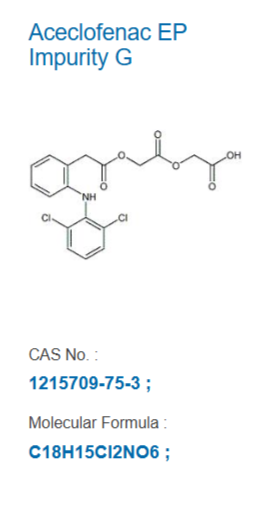 Aceclofenac EP
Impurity G
O
OH
O
O
O
O
NH
Cl
Cl
CAS No. :
1215709-75-3 ;
Molecular Formula :
C18H15Cl2NO6 ;